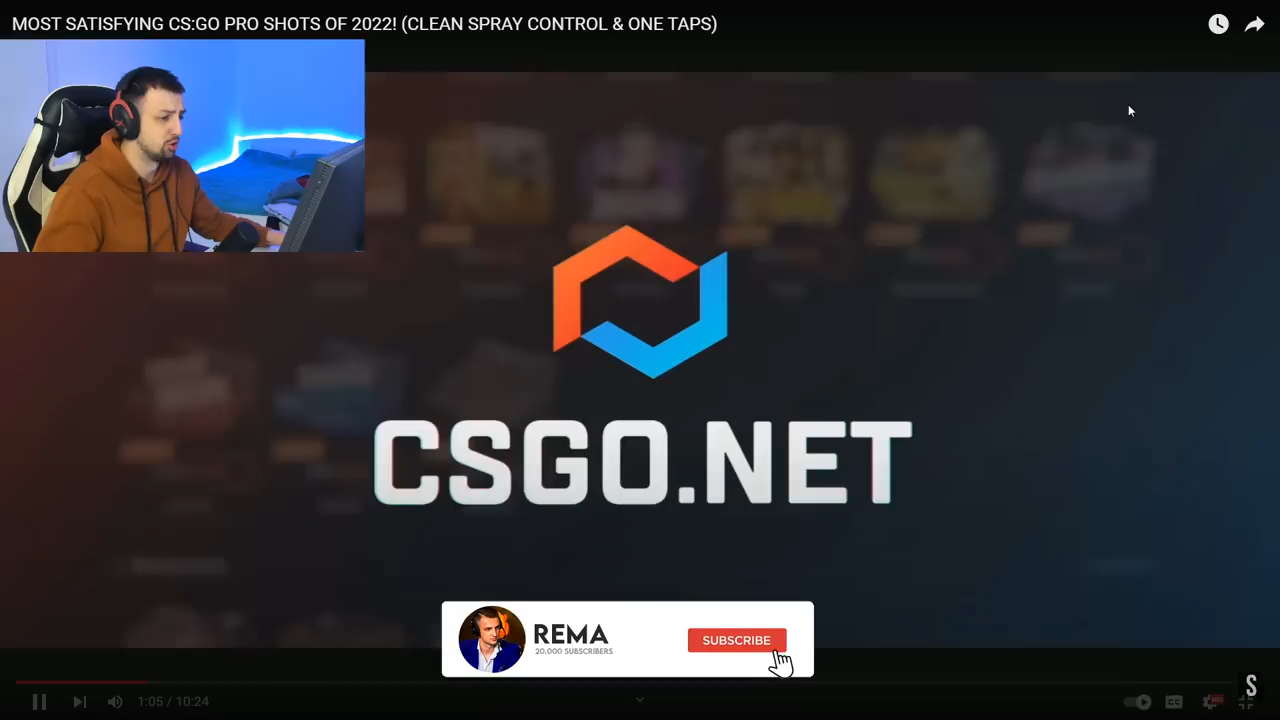 MOST SATISFYING CS:GO PRO SHOTS OF 2022! (CLEAN SPRAY CONTROL & ONE TAPS)
CSGO.NET
REMA
20.000 SUBSCRIBERS
SUBSCRIBE
S
1:05 / 10:24
CC